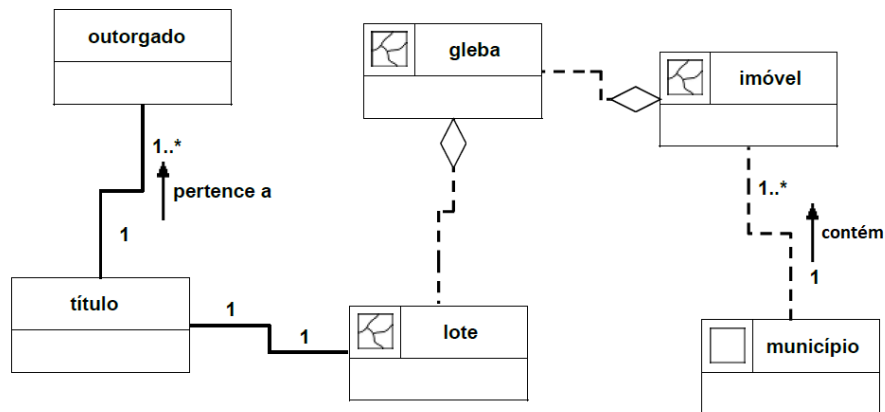 outorgado
gleba
imóvel
1..*
pertence a
1
1..*
contém
1
título
1
1
lote
município